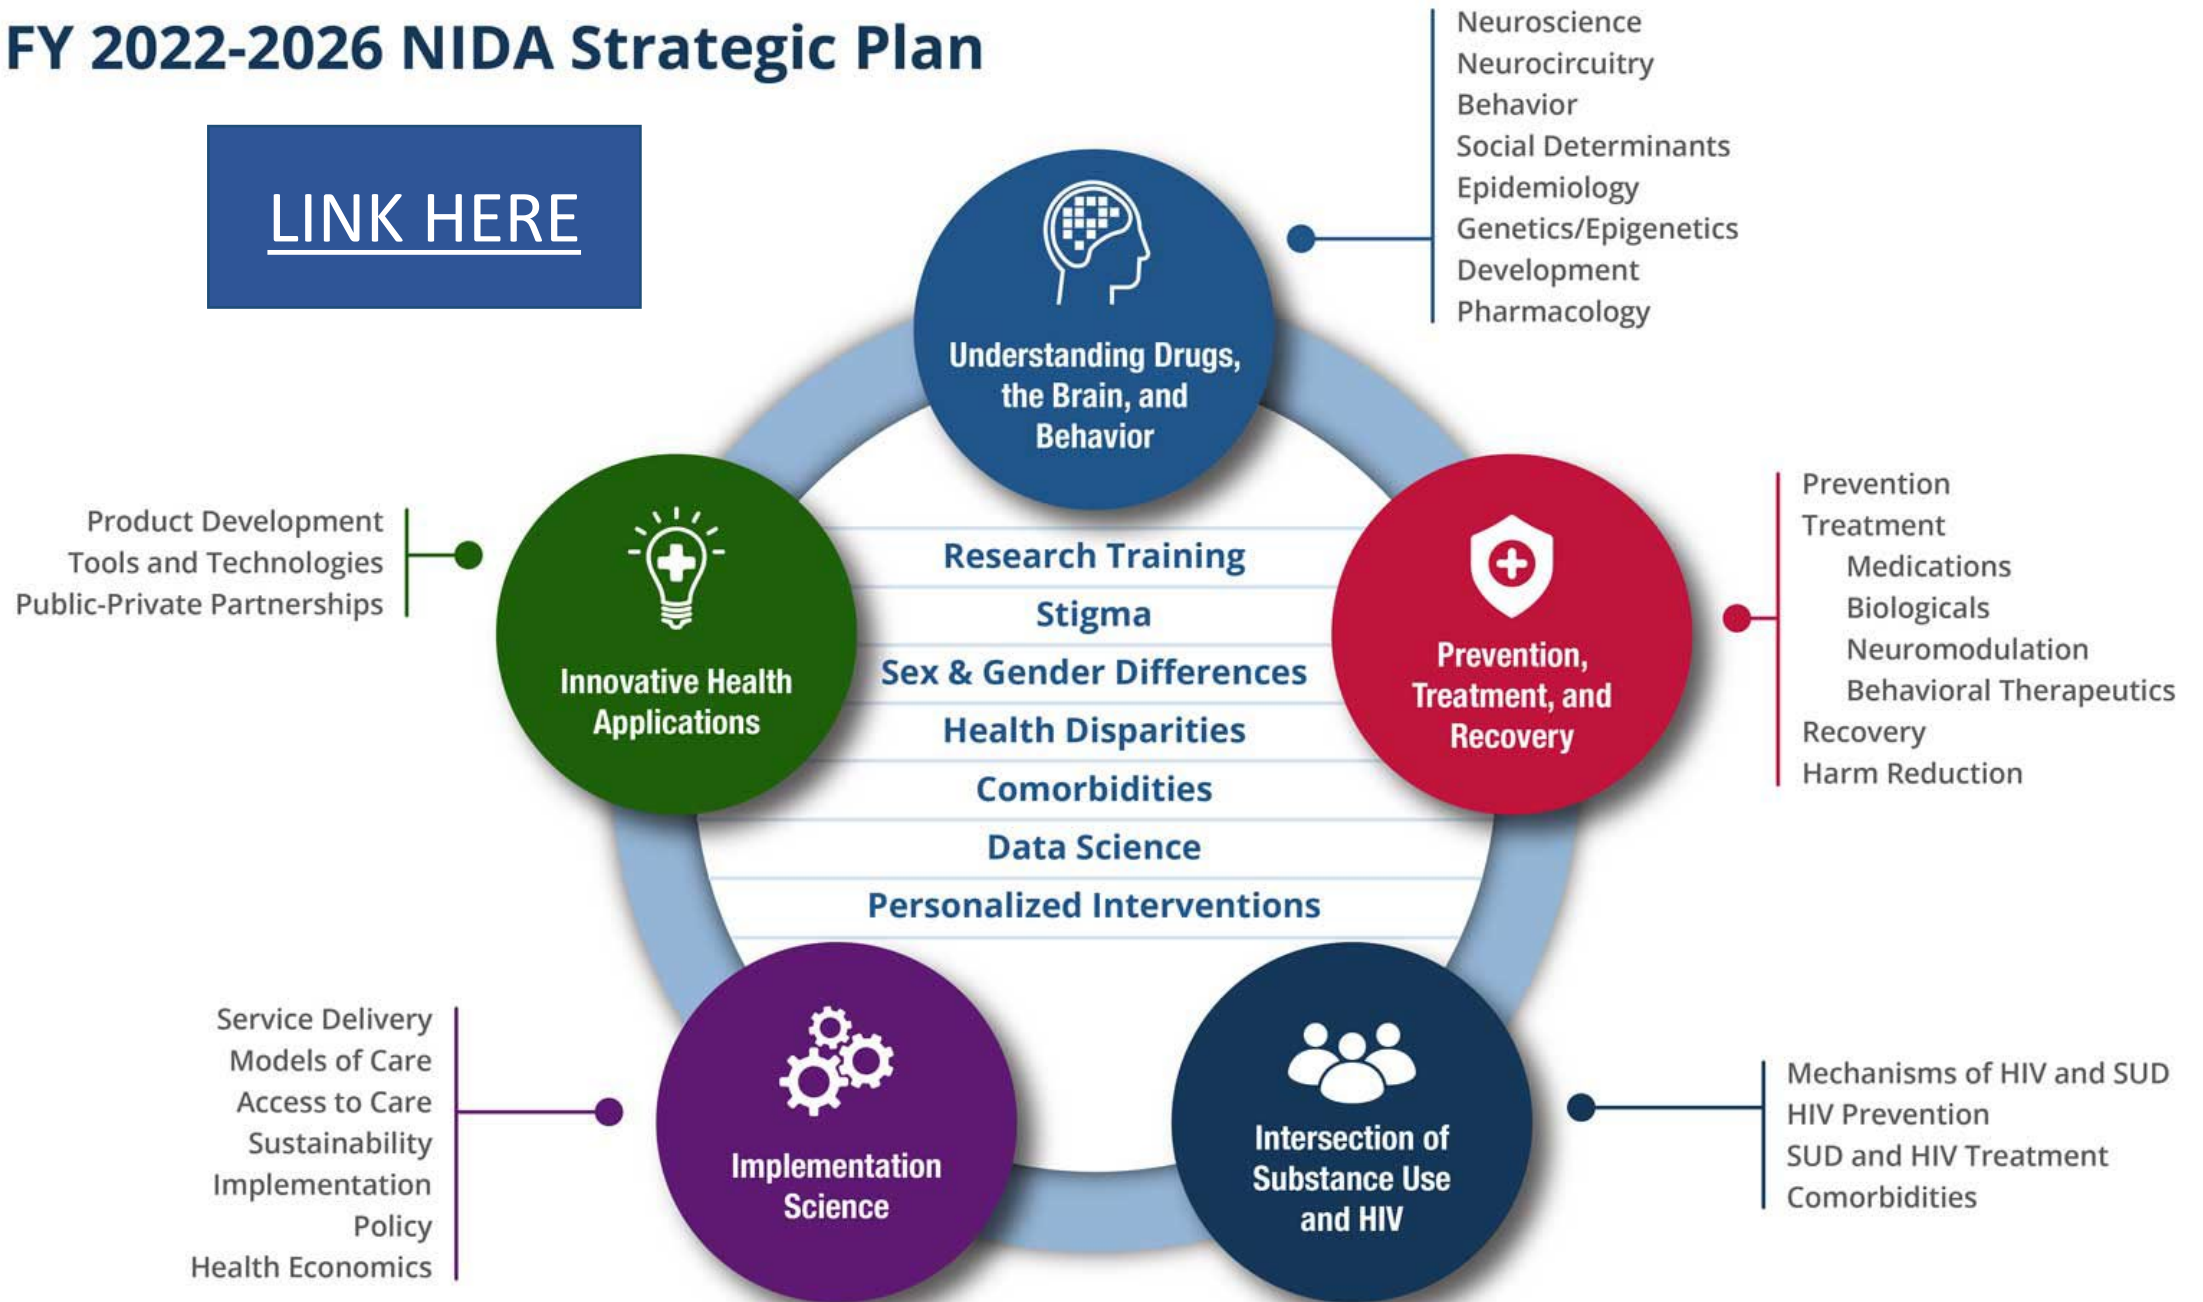 FY 2022-2026 NIDA Strategic Plan
LINK HERE
Neuroscience
Neurocircuitry
Behavior
Social Determinants
Epidemiology
Genetics/Epigenetics
Development
Pharmacology
Understanding Drugs,
the Brain, and
Behavior
Product Development
Tools and Technologies
Public-Private Partnerships
Innovative Health
Applications
Research Training
Stigma
Sex & Gender Differences
Health Disparities
Comorbidities
Data Science
Personalized Interventions
Prevention,
Treatment, and
Recovery
Prevention
Treatment
Medications
Biologicals
Neuromodulation
Behavioral Therapeutics
Recovery
Harm Reduction
Service Delivery
Models of Care
Access to Care
Sustainability
Implementation
Policy
Health Economics
Implementation
Science
Intersection of
Substance Use
and HIV
Mechanisms of HIV and SUD
HIV Prevention
SUD and HIV Treatment
Comorbidities